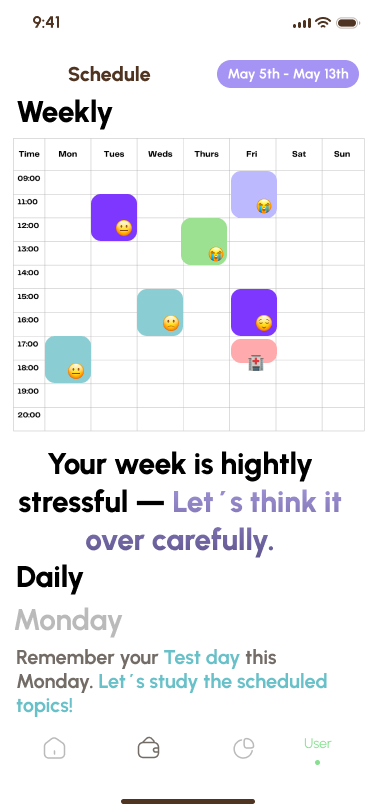 9:41
Schedule
May 5th - May 13th
Weekly
Time Mon Tues Weds Thurs Fri Sat Sun
09:00
11:00
12:00
13:00
14:00
15:00
16:00
17:00
18:00
19:00
20:00
Your week is hightly
stressful — Let´s think it
over carefully.
Daily
Monday
Remember your Test day this
Monday. Let´s study the scheduled
topics!
User